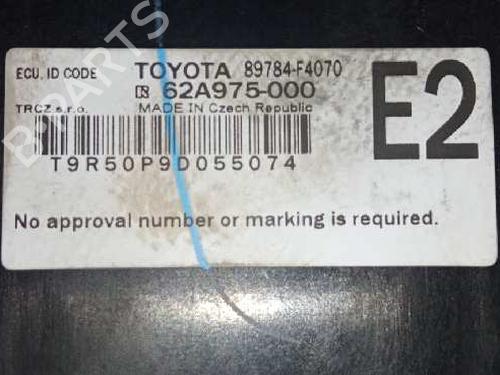 ECU. ID CODE TOYOTA 89784-F4070
62A975-000
TRCZ s.r.o. MADE IN Czech Republic
E2
T9R50P9D055074
No approval number or marking is required.
B-PARTS